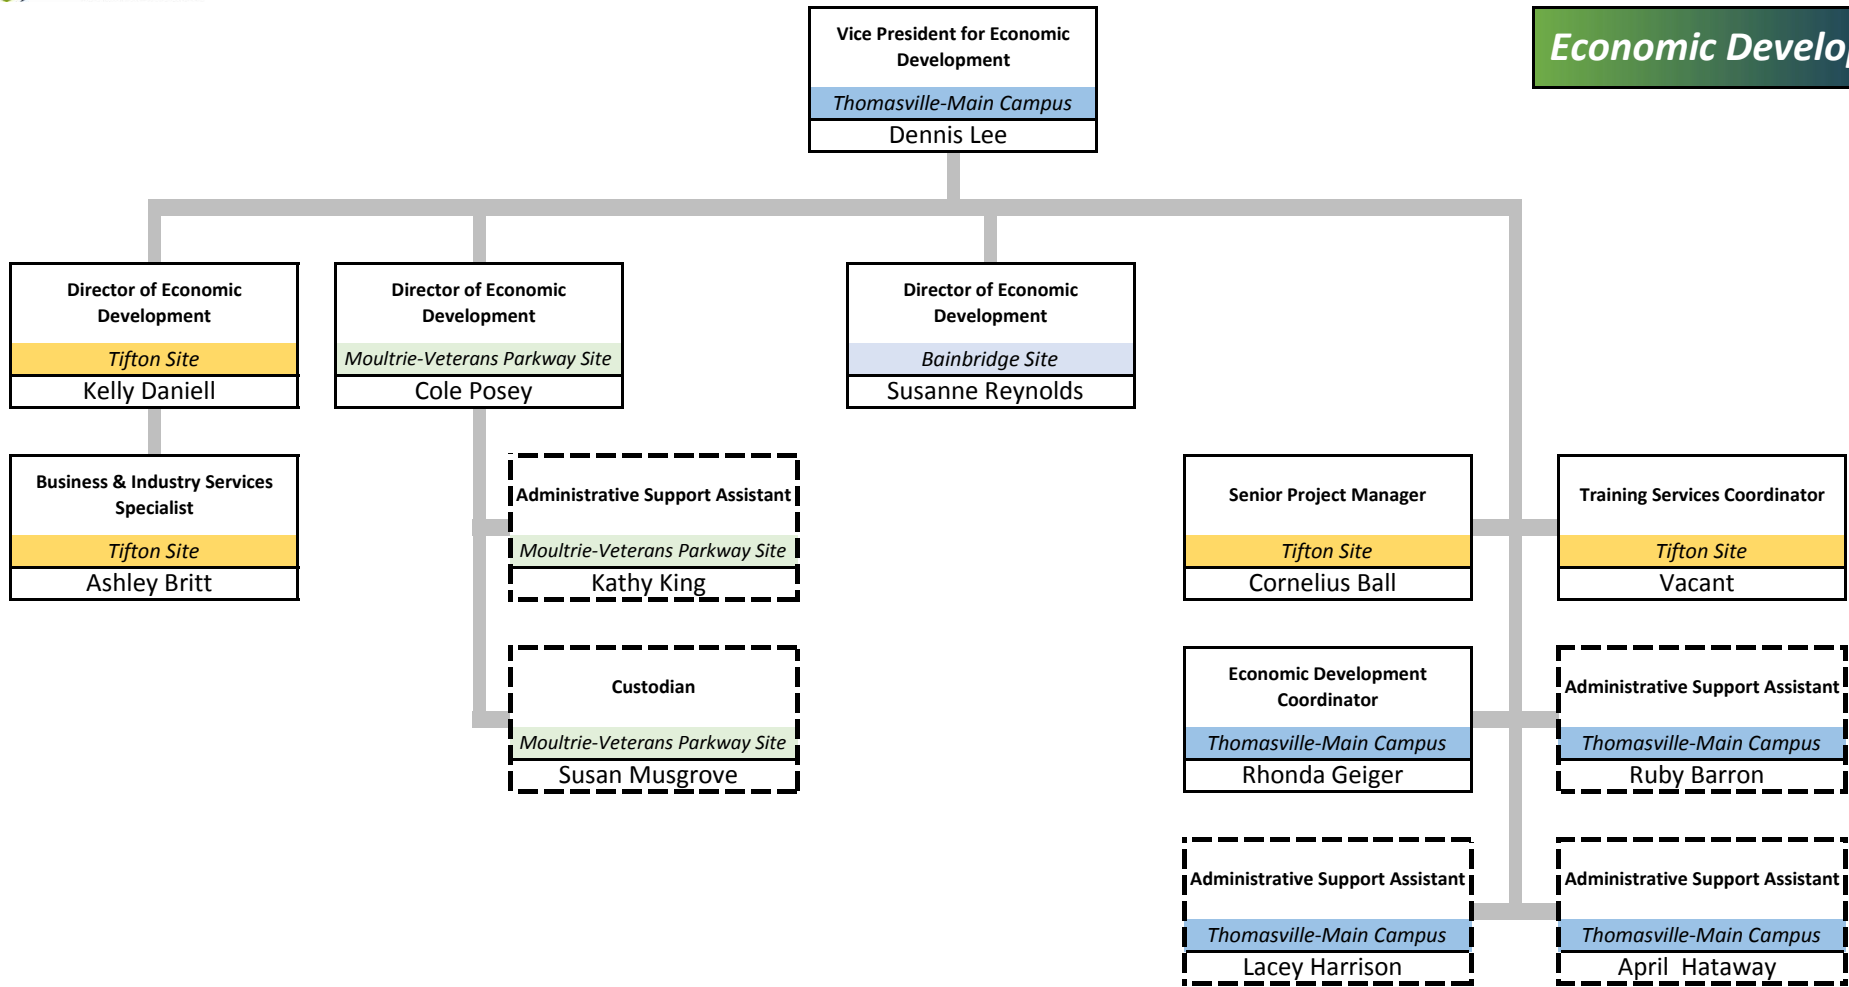 Vice President for Economic
Development
Thomasville-Main Campus
Dennis Lee
Economic Develo
Director of Economic
Development
Tifton Site
Kelly Daniell
Director of Economic
Development
Moultrie-Veterans Parkway Site
Cole Posey
Director of Economic
Development
Bainbridge Site
Susanne Reynolds
Business & Industry Services
Specialist
Tifton Site
Ashley Britt
Administrative Support Assistant
Moultrie-Veterans Parkway Site
Kathy King
Senior Project Manager
Tifton Site
Cornelius Ball
Training Services Coordinator
Tifton Site
Vacant
Custodian
Moultrie-Veterans Parkway Site
Susan Musgrove
Economic Development
Coordinator
Thomasville-Main Campus
Rhonda Geiger
Administrative Support Assistant
Thomasville-Main Campus
Ruby Barron
Administrative Support Assistant
Thomasville-Main Campus
Lacey Harrison
Administrative Support Assistant
Thomasville-Main Campus
April  Hataway